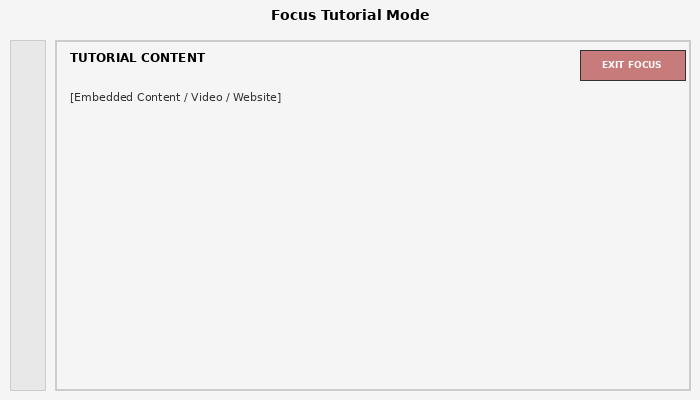 Focus Tutorial Mode
TUTORIAL CONTENT
EXIT FOCUS
[Embedded Content / Video / Website]